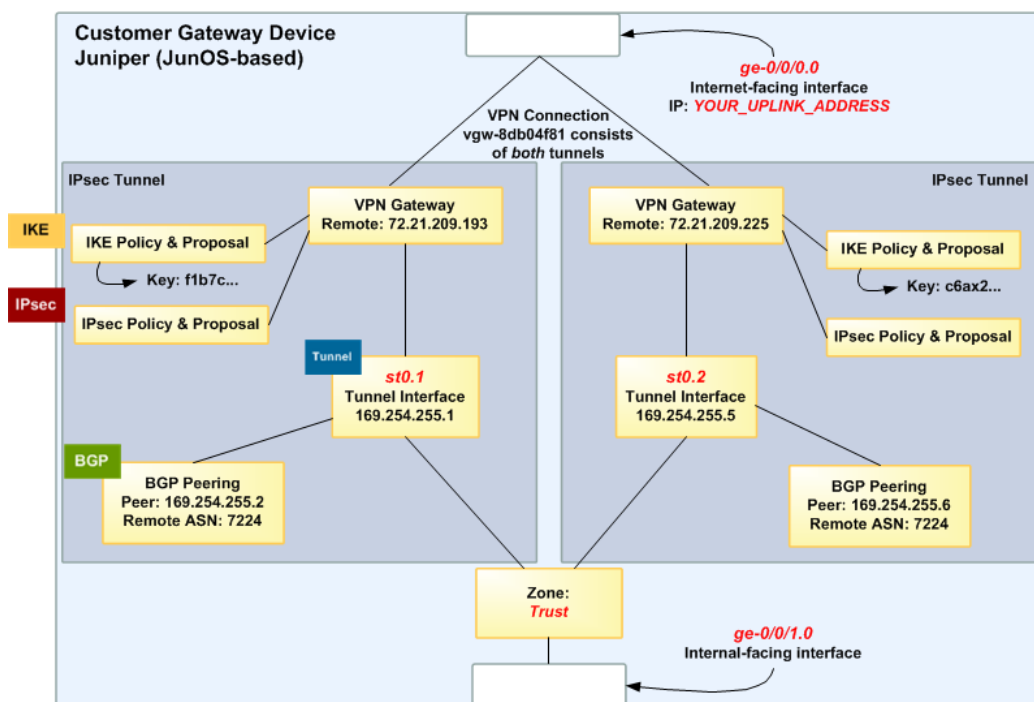 Customer Gateway Device
Juniper (JunOS-based)
ge-0/0/0.0
Internet-facing interface
IP: YOUR_UPLINK_ADDRESS
VPN Connection
vgw-8db04f81 consists
of both tunnels
IPsec Tunnel
IPsec Tunnel
IKE
VPN Gateway
Remote: 72.21.209.193
VPN Gateway
Remote: 72.21.209.225
IKE Policy & Proposal
Key: f1b7c...
IKE Policy & Proposal
Key: c6ax2...
IPsec
IPsec Policy & Proposal
IPsec Policy & Proposal
Tunnel
st0.1
Tunnel Interface
169.254.255.1
st0.2
Tunnel Interface
169.254.255.5
BGP
BGP Peering
Peer: 169.254.255.2
Remote ASN: 7224
BGP Peering
Peer: 169.254.255.6
Remote ASN: 7224
Zone:
Trust
ge-0/0/1.0
Internal-facing interface